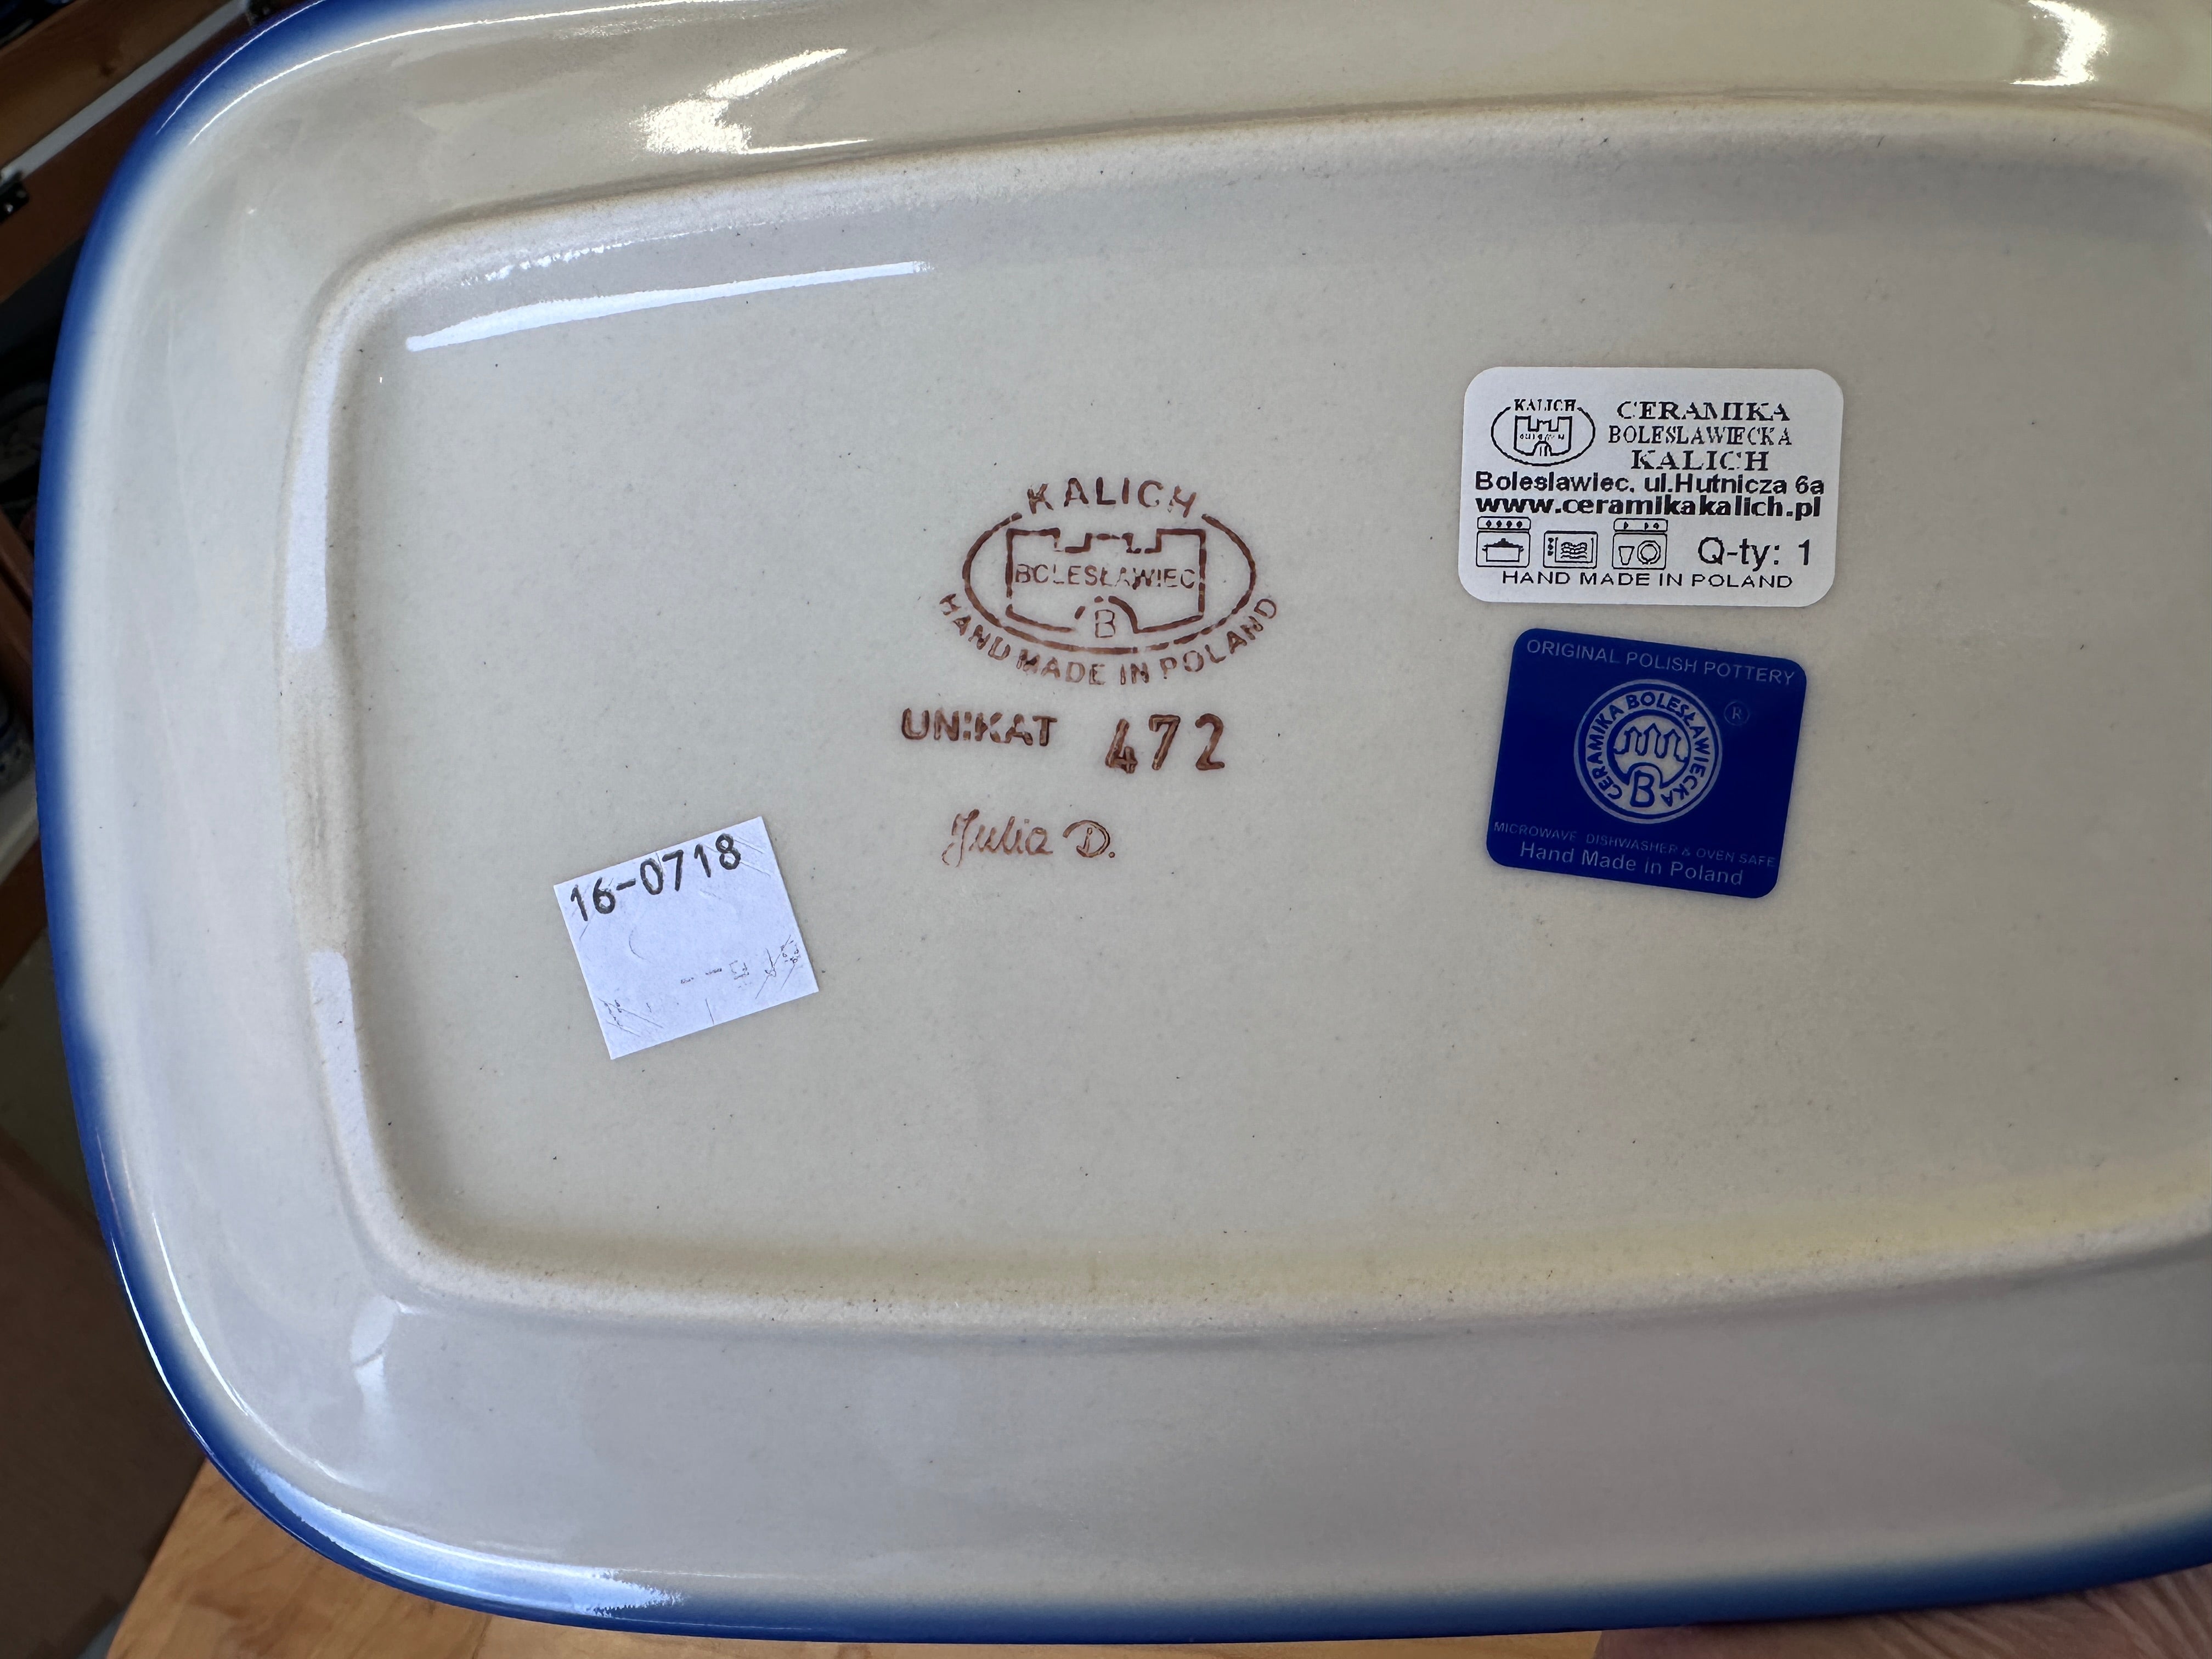 KALICH
BOLESŁAWIEC
B
HAND MADE IN POLAND
UNIKAT 472
Julia D.
16-0718
KALICH
CERAMIKA
BOLESLAWIECKA
KALICH
Boleslawiec, ul.Hutnicza 6a
www.ceramikakalich.pl
Q-ty: 1
HAND MADE IN POLAND
ORIGINAL POLISH POTTERY
CERAMIKA BOLESŁAWIECKA
®
B
MICROWAVE DISHWASHER & OVEN SAFE
Hand Made in Poland